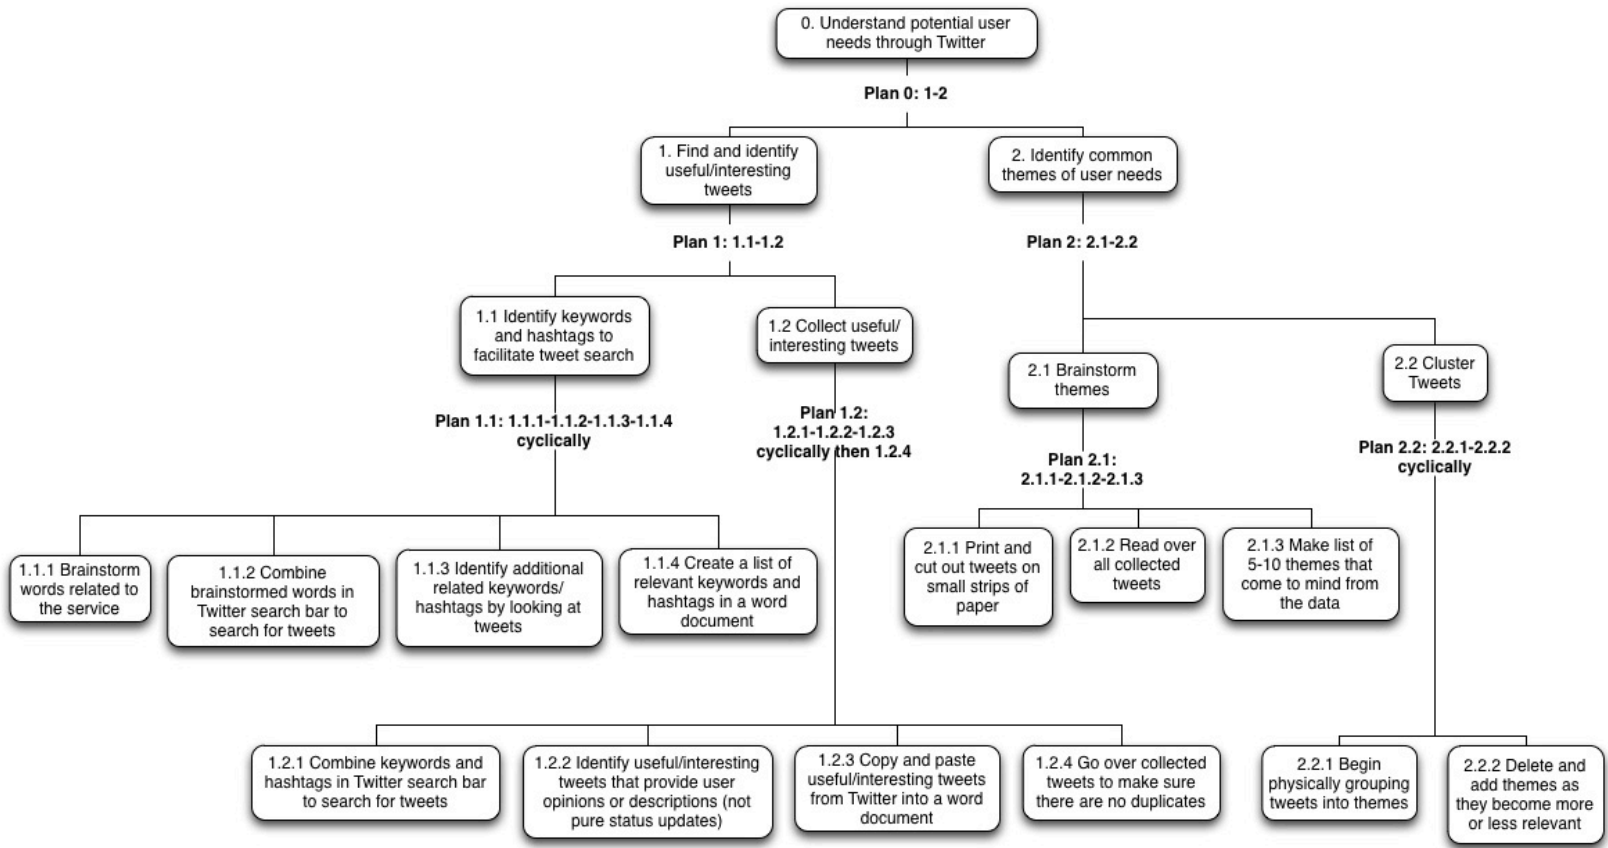 0. Understand potential user
needs through Twitter
Plan 0: 1-2
1. Find and identify
useful/interesting
tweets
2. Identify common
themes of user needs
Plan 1: 1.1-1.2
Plan 2: 2.1-2.2
1.1 Identify keywords
and hashtags to
facilitate tweet search
1.2 Collect useful/
interesting tweets
2.1 Brainstorm
themes
2.2 Cluster
Tweets
Plan 1.1: 1.1.1-1.1.2-1.1.3-1.1.4
cyclically
Plan 1.2:
1.2.1-1.2.2-1.2.3
cyclically then 1.2.4
Plan 2.1:
2.1.1-2.1.2-2.1.3
Plan 2.2: 2.2.1-2.2.2
cyclically
1.1.1 Brainstorm
words related to
the service
1.1.2 Combine
brainstormed words in
Twitter search bar to
search for tweets
1.1.3 Identify additional
related keywords/
hashtags by looking at
tweets
1.1.4 Create a list of
relevant keywords and
hashtags in a word
document
2.1.1 Print and
cut out tweets on
small strips of
paper
2.1.2 Read over
all collected
tweets
2.1.3 Make list of
5-10 themes that
come to mind from
the data
1.2.1 Combine keywords and
hashtags in Twitter search bar
to search for tweets
1.2.2 Identify useful/interesting
tweets that provide user
opinions or descriptions (not
pure status updates)
1.2.3 Copy and paste
useful/interesting tweets
from Twitter into a word
document
1.2.4 Go over collected
tweets to make sure
there are no duplicates
2.2.1 Begin
physically grouping
tweets into themes
2.2.2 Delete and
add themes as
they become more
or less relevant